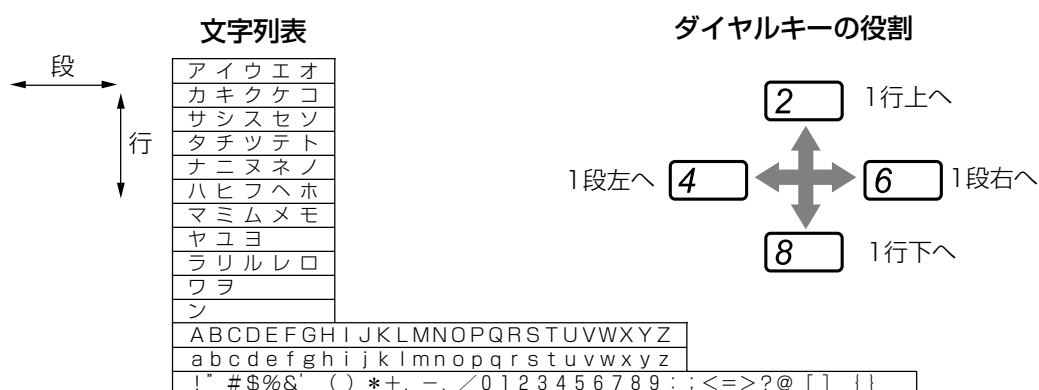 文字列表
段
行
アイウエオ
カキクケコ
サシスセソ
タチツテト
ナニヌネノ
ハヒフヘホ
マミムメモ
ヤユヨ
ラリルレロ
ワヲ
ン
ABCDEFGHIJKLMNOPQRSTUVWXYZ
abcdefghijklmnopqrstuvwxyz
!"#$%&'()*+,-./0123456789:;<=>?@[]{}
ダイヤルキーの役割
2 1行上へ
1段左へ 4 6 1段右へ
8 1行下へ